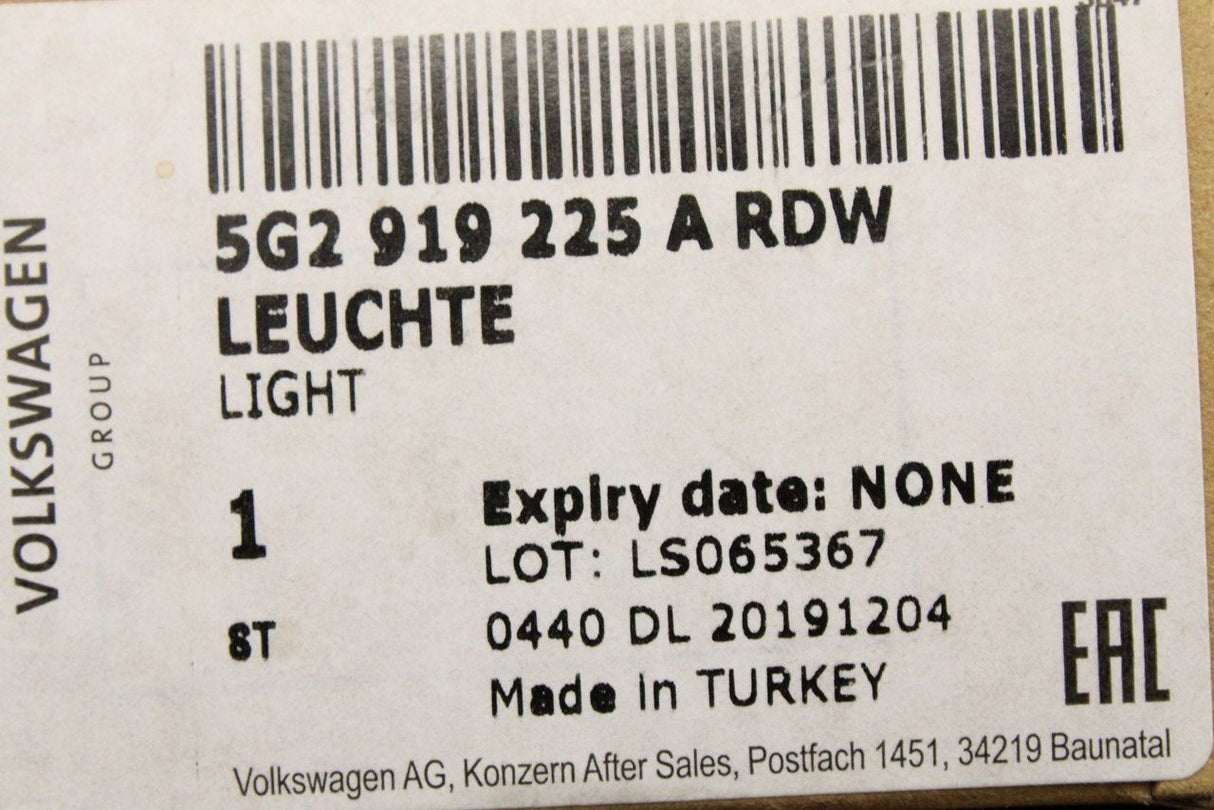 5G2 919 225 A RDW
LEUCHTE
LIGHT
1
ST
Expiry date: NONE
LOT: LS065367
0440 DL 20191204
Made in TURKEY
EAC
Volkswagen AG, Konzern After Sales, Postfach 1451, 34219 Baunatal
VOLKSWAGEN
GROUP